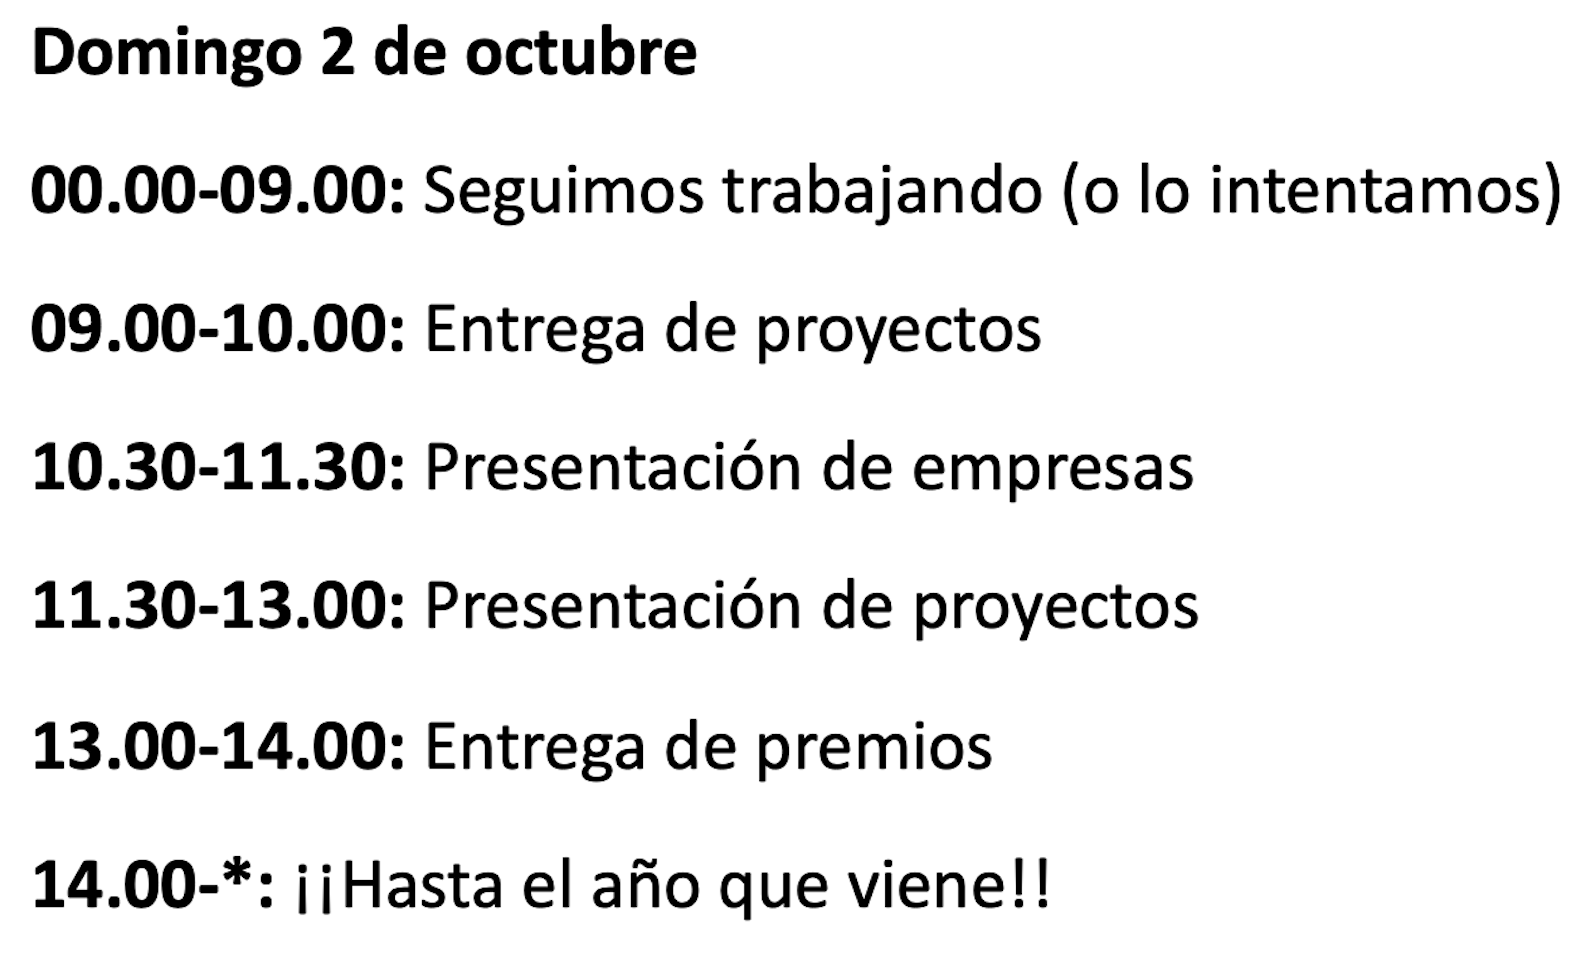 Domingo 2 de octubre
00.00-09.00: Seguimos trabajando (o lo intentamos)
09.00-10.00: Entrega de proyectos
10.30-11.30: Presentación de empresas
11.30-13.00: Presentación de proyectos
13.00-14.00: Entrega de premios
14.00-*: ¡¡Hasta el año que viene!!